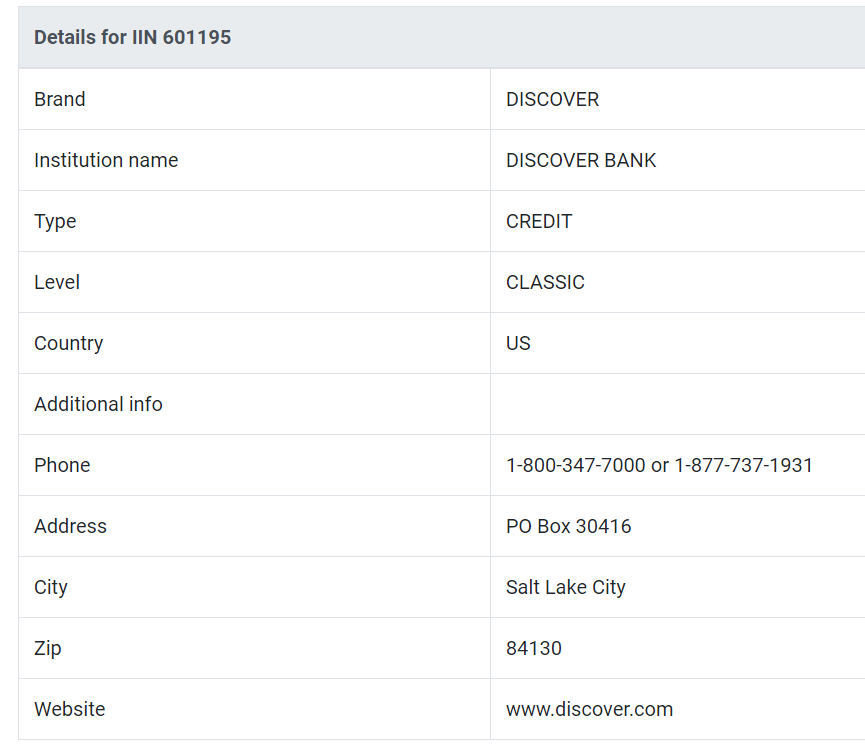 Details for IIN 601195
Brand DISCOVER
Institution name DISCOVER BANK
Type CREDIT
Level CLASSIC
Country US
Additional info
Phone 1-800-347-7000 or 1-877-737-1931
Address PO Box 30416
City Salt Lake City
Zip 84130
Website www.discover.com